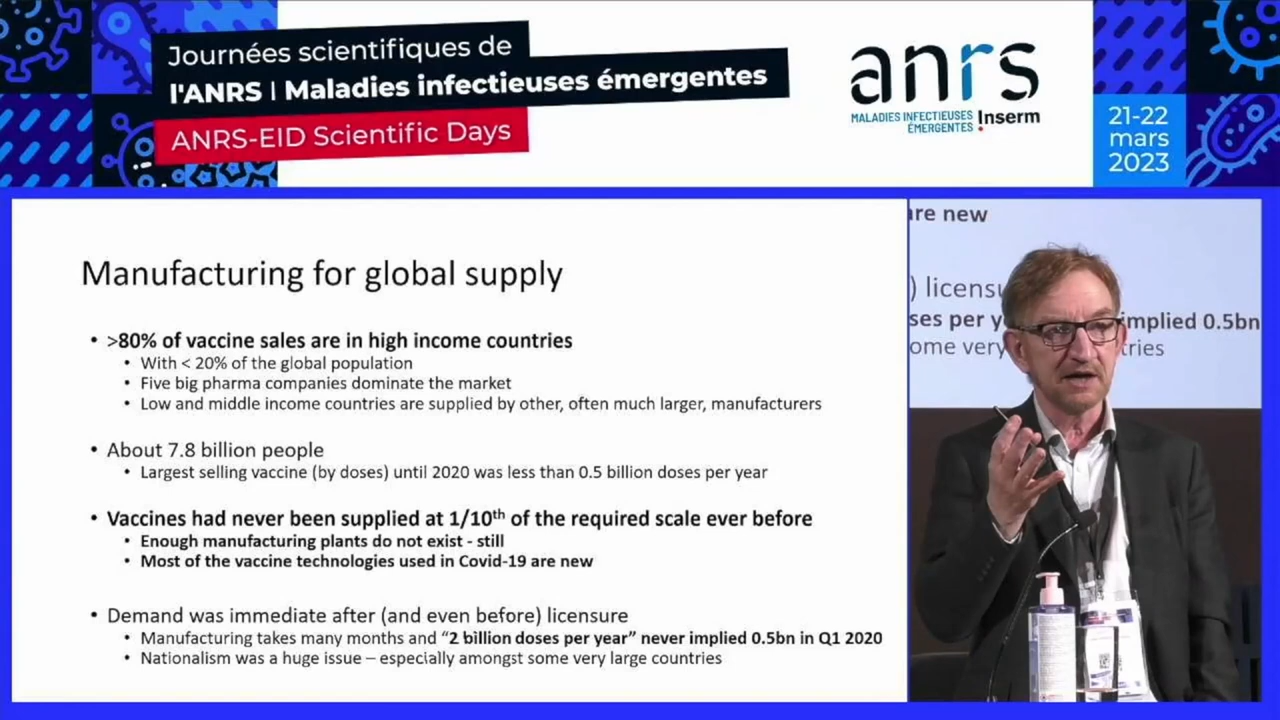 Journées scientifiques de
l'ANRS | Maladies infectieuses émergentes
ANRS-EID Scientific Days
anrs
MALADIES INFECTIEUSES
ÉMERGENTES
Inserm
21-22
mars
2023
Manufacturing for global supply
• >80% of vaccine sales are in high income countries
• With < 20% of the global population
• Five big pharma companies dominate the market
• Low and middle income countries are supplied by other, often much larger, manufacturers
• About 7.8 billion people
• Largest selling vaccine (by doses) until 2020 was less than 0.5 billion doses per year
• Vaccines had never been supplied at 1/10th of the required scale ever before
• Enough manufacturing plants do not exist - still
• Most of the vaccine technologies used in Covid-19 are new
• Demand was immediate after (and even before) licensure
• Manufacturing takes many months and “2 billion doses per year” never implied 0.5bn in Q1 2020
• Nationalism was a huge issue – especially amongst some very large countries
are new
) licensu
ses per y implied 0.5bn
ome very tries